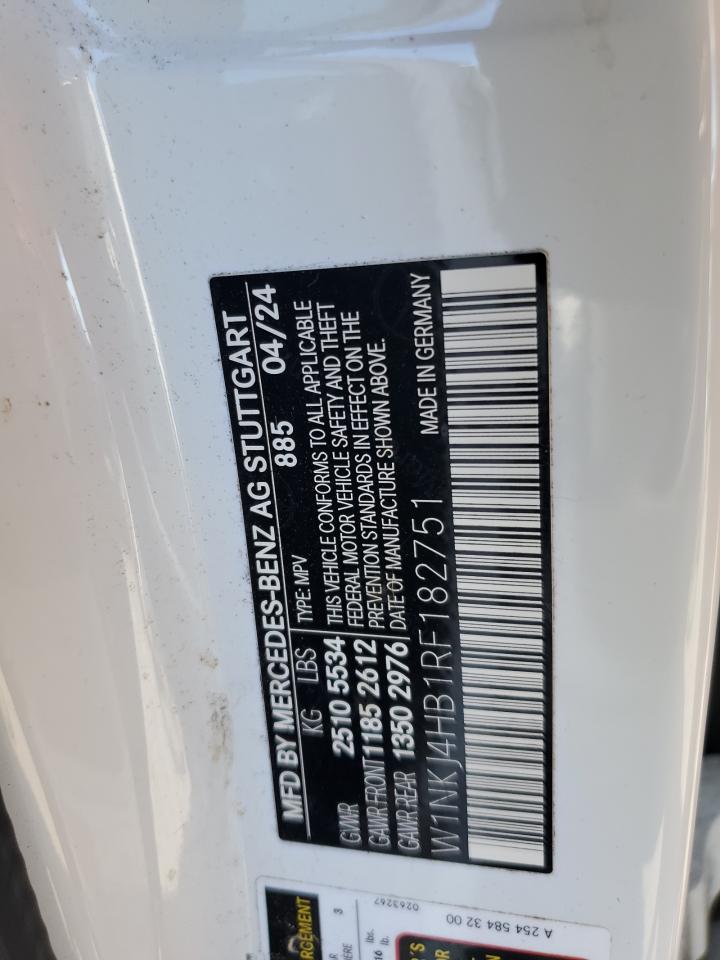 MFD BY MERCEDES-BENZ AG STUTTGART
885 04/24
KG LBS TYPE: MPV
GVWR 2510 5534 THIS VEHICLE CONFORMS TO ALL APPLICABLE
FEDERAL MOTOR VEHICLE SAFETY AND THEFT
GAWR FRONT 1185 2612 PREVENTION STANDARDS IN EFFECT ON THE
GAWR REAR 1350 2976 DATE OF MANUFACTURE SHOWN ABOVE.
W1NKJ4HB1RF182751 MADE IN GERMANY
A 254 584 32 00
0263267